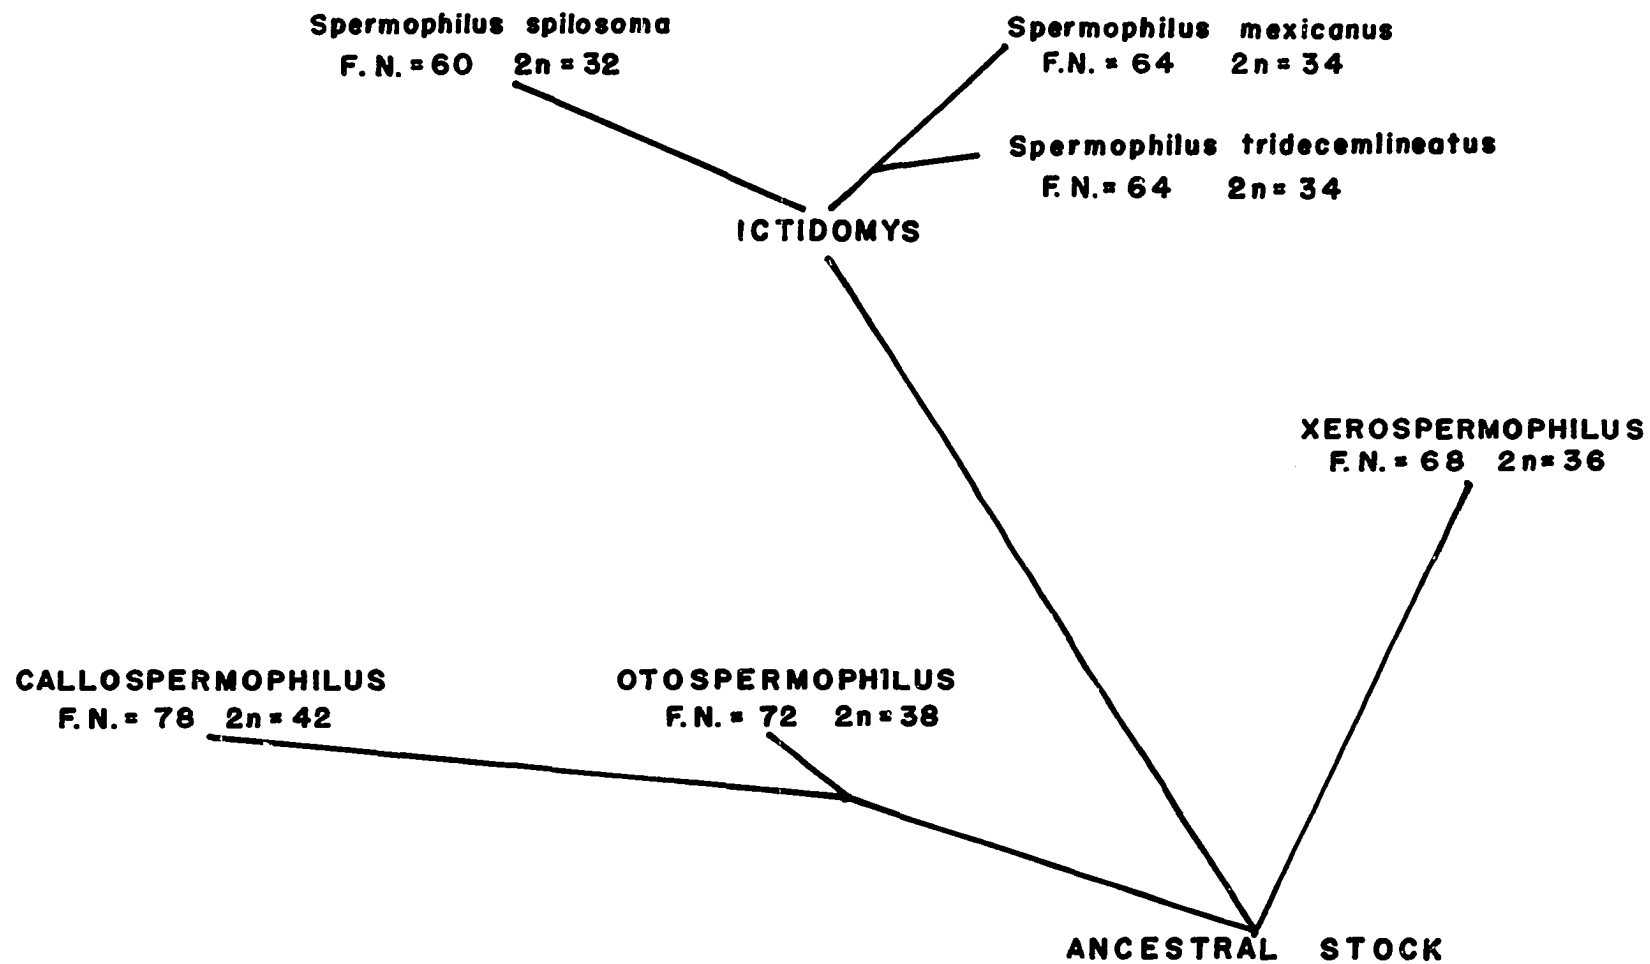 Spermophilus spilosoma
F. N. = 60 2n = 32
Spermophilus mexicanus
F.N. = 64 2n = 34
Spermophilus tridecemlineatus
F. N. = 64 2n = 34
ICTIDOMYS
XEROSPERMOPHILUS
F. N. = 68 2n = 36
CALLOSPERMOPHILUS
F. N. = 78 2n = 42
OTOSPERMOPHILUS
F. N. = 72 2n = 38
ANCESTRAL STOCK